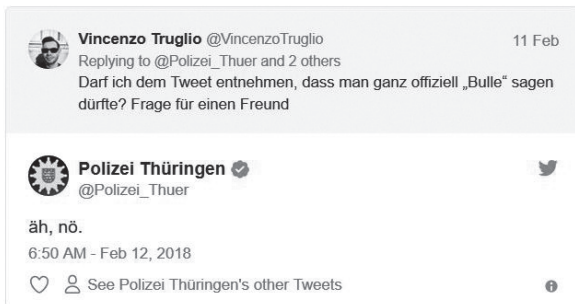 Vincenzo Truglio @VincenzoTruglio 11 Feb
Replying to @Polizei_Thuer and 2 others
Darf ich dem Tweet entnehmen, dass man ganz offiziell „Bulle“ sagen
dürfte? Frage für einen Freund
Polizei Thüringen
@Polizei_Thuer
äh, nö.
6:50 AM - Feb 12, 2018
See Polizei Thüringen's other Tweets